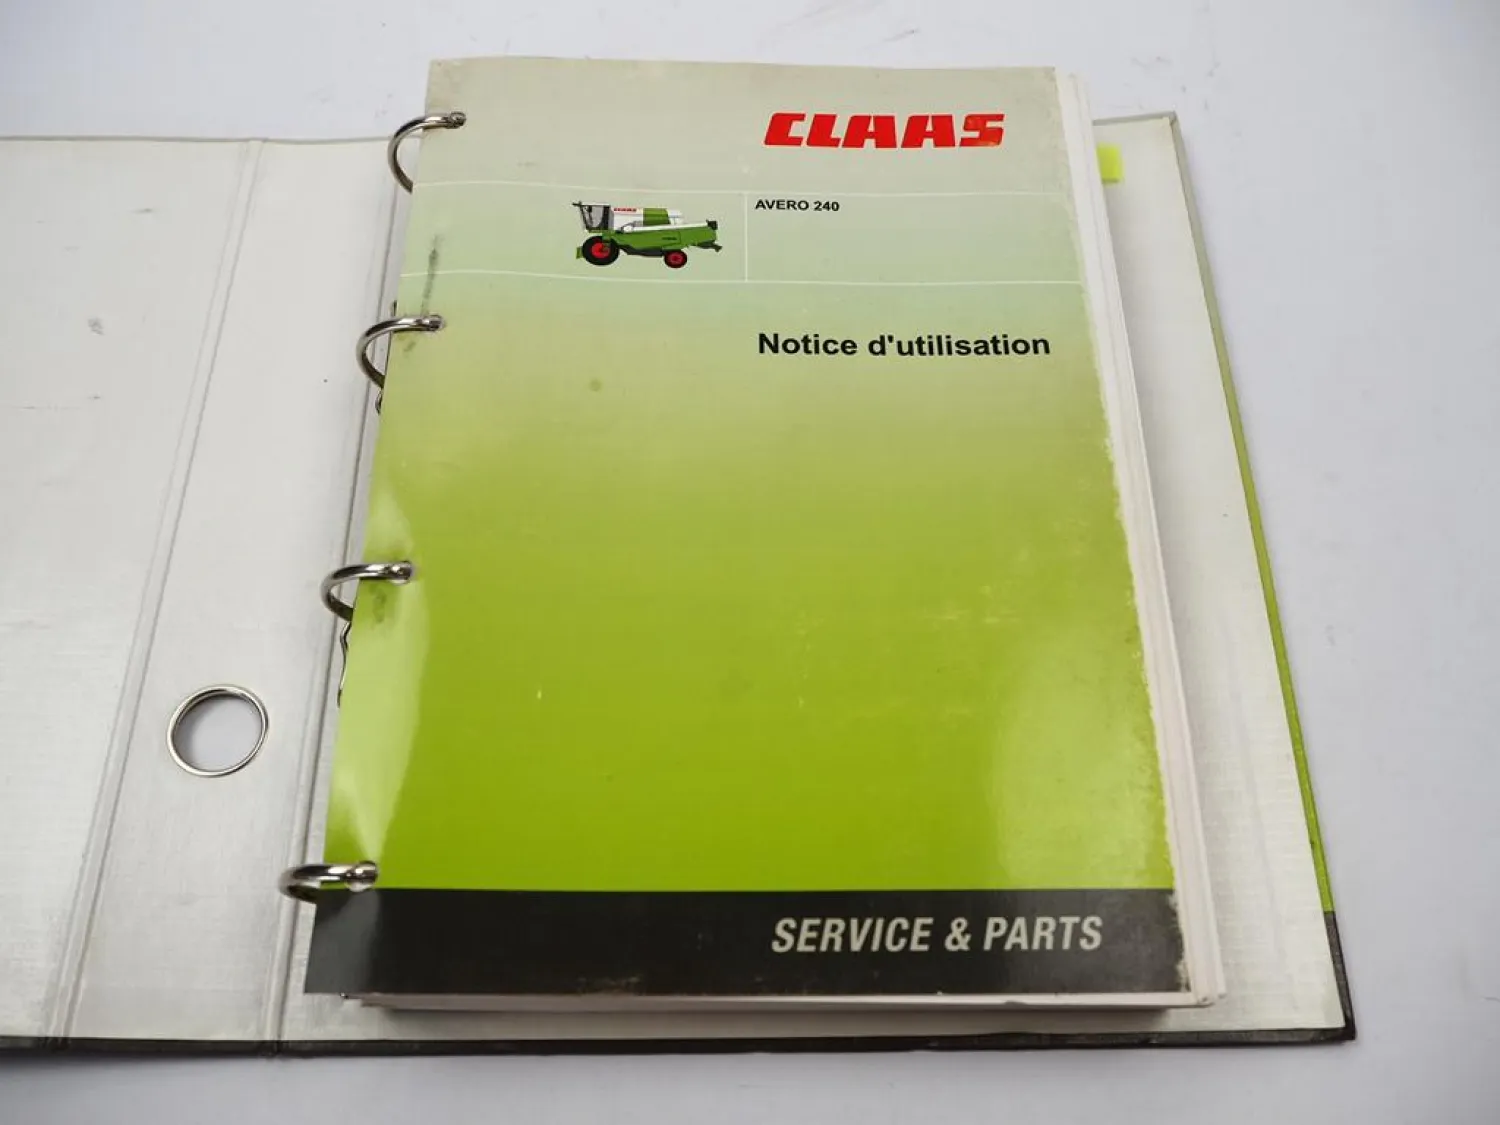 CLAAS
AVERO 240
Notice d'utilisation
SERVICE & PARTS